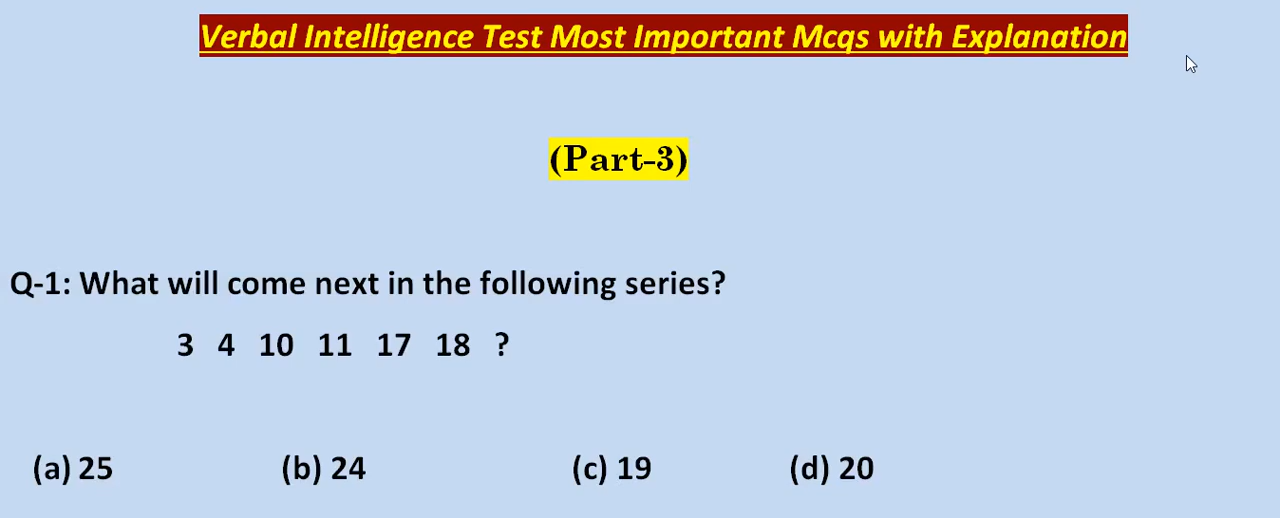 Verbal Intelligence Test Most Important Mcqs with Explanation
(Part-3)
Q-1: What will come next in the following series?
3 4 10 11 17 18 ?
(a) 25 (b) 24 (c) 19 (d) 20